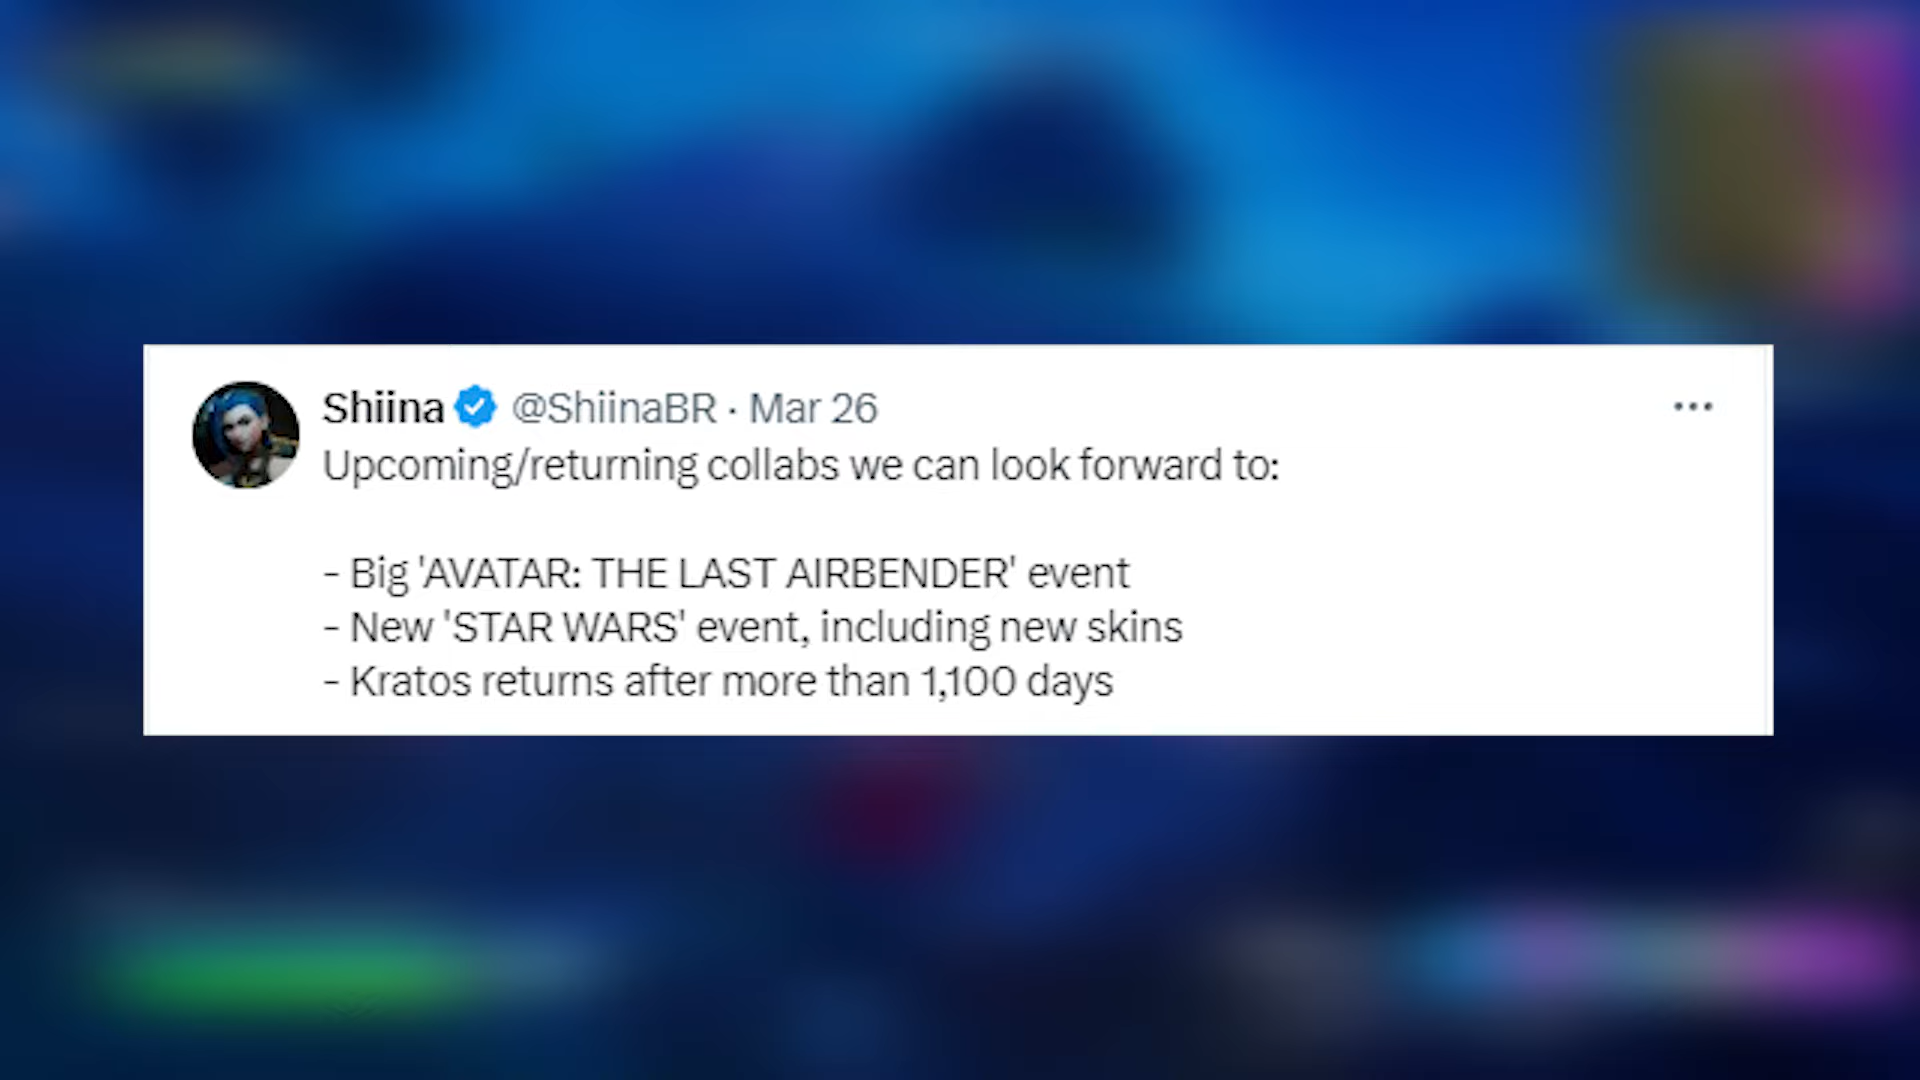 Shiina @ShiinaBR · Mar 26
Upcoming/returning collabs we can look forward to:
- Big 'AVATAR: THE LAST AIRBENDER' event
- New 'STAR WARS' event, including new skins
- Kratos returns after more than 1,100 days